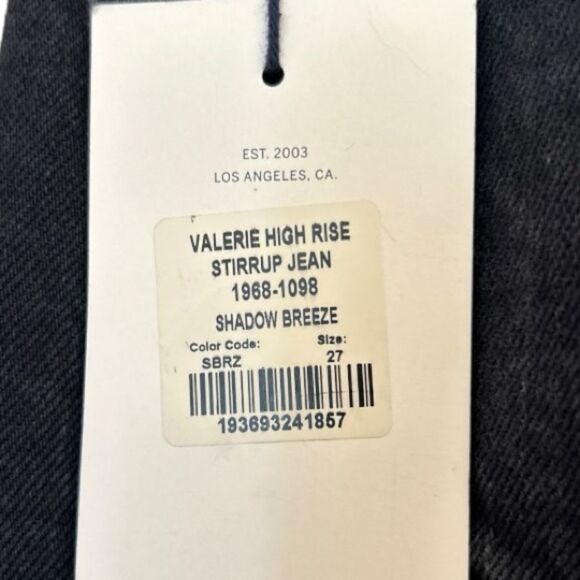 EST. 2003
LOS ANGELES, CA.
VALERIE HIGH RISE
STIRRUP JEAN
1968-1098
SHADOW BREEZE
Color Code: Size:
SBRZ 27
193693241857